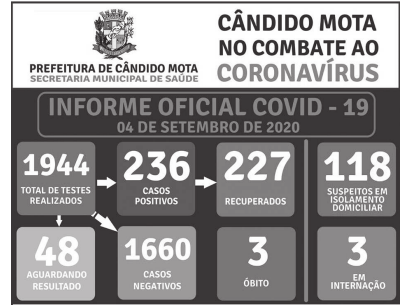 PREFEITURA DE CÂNDIDO MOTA
SECRETARIA MUNICIPAL DE SAÚDE
CÂNDIDO MOTA
NO COMBATE AO
CORONAVÍRUS
INFORME OFICIAL COVID - 19
04 DE SETEMBRO DE 2020
1944
TOTAL DE TESTES
REALIZADOS
236
CASOS
POSITIVOS
227
RECUPERADOS
118
SUSPEITOS EM
ISOLAMENTO
DOMICILIAR
48
AGUARDANDO
RESULTADO
1660
CASOS
NEGATIVOS
3
ÓBITO
3
EM
INTERNAÇÃO